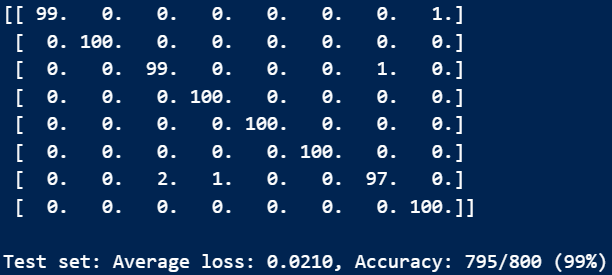 [[ 99. 0. 0. 0. 0. 0. 0. 1.]
[ 0. 100. 0. 0. 0. 0. 0. 0.]
[ 0. 0. 99. 0. 0. 0. 1. 0.]
[ 0. 0. 0. 100. 0. 0. 0. 0.]
[ 0. 0. 0. 0. 100. 0. 0. 0.]
[ 0. 0. 0. 0. 0. 100. 0. 0.]
[ 0. 0. 2. 1. 0. 0. 97. 0.]
[ 0. 0. 0. 0. 0. 0. 0. 100.]]
Test set: Average loss: 0.0210, Accuracy: 795/800 (99%)